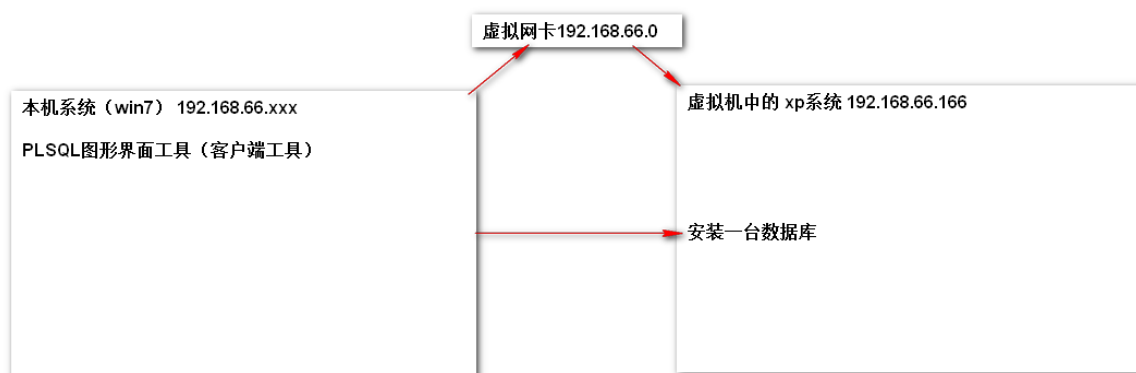 虚拟网卡192.168.66.0
本机系统（win7） 192.168.66.xxx
PLSQL图形界面工具（客户端工具）
虚拟机中的 xp系统 192.168.66.166
安装一台数据库